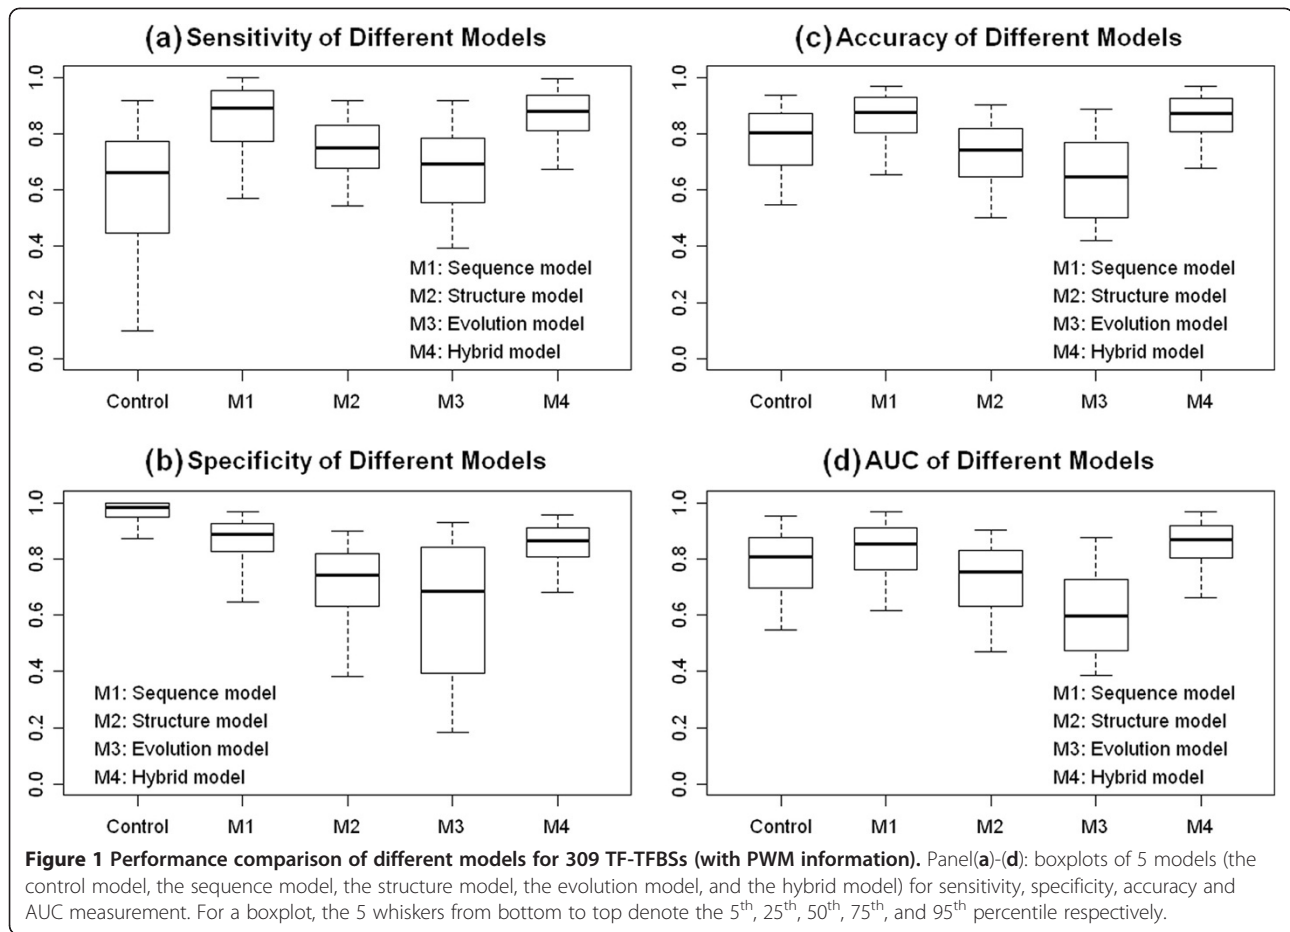 (a) Sensitivity of Different Models
1.0
0.8
0.6
0.4
0.2
0.0
M1: Sequence model
M2: Structure model
M3: Evolution model
M4: Hybrid model
Control M1 M2 M3 M4
(c) Accuracy of Different Models
1.0
0.8
0.6
0.4
0.2
0.0
M1: Sequence model
M2: Structure model
M3: Evolution model
M4: Hybrid model
Control M1 M2 M3 M4
(b) Specificity of Different Models
1.0
0.8
0.6
0.4
0.2
0.0
M1: Sequence model
M2: Structure model
M3: Evolution model
M4: Hybrid model
Control M1 M2 M3 M4
(d) AUC of Different Models
1.0
0.8
0.6
0.4
0.2
0.0
M1: Sequence model
M2: Structure model
M3: Evolution model
M4: Hybrid model
Control M1 M2 M3 M4
Figure 1 Performance comparison of different models for 309 TF-TFBSs (with PWM information). Panel(a)-(d): boxplots of 5 models (the
control model, the sequence model, the structure model, the evolution model, and the hybrid model) for sensitivity, specificity, accuracy and
AUC measurement. For a boxplot, the 5 whiskers from bottom to top denote the 5th, 25th, 50th, 75th, and 95th percentile respectively.